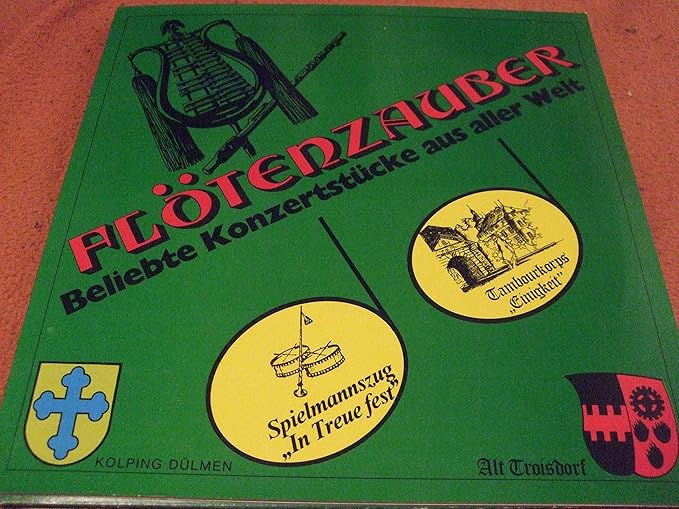 FLÖTENZAUBER
Beliebte Konzertstücke aus aller Welt
Tambourkorps
„Einigkeit"
Spielmannszug
„In Treue fest"
KOLPING DÜLMEN
Alt Troisdorf